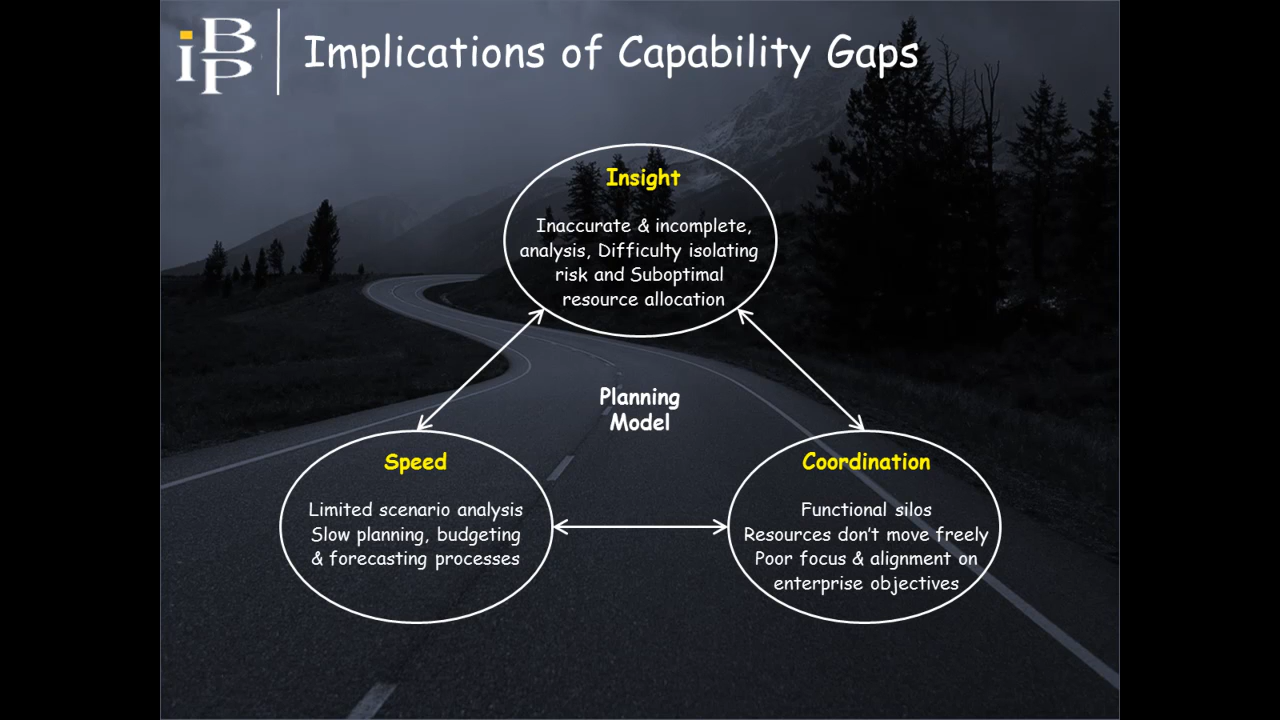 iBP
Implications of Capability Gaps
Insight
Inaccurate & incomplete,
analysis, Difficulty isolating
risk and Suboptimal
resource allocation
Planning
Model
Speed
Limited scenario analysis
Slow planning, budgeting
& forecasting processes
Coordination
Functional silos
Resources don't move freely
Poor focus & alignment on
enterprise objectives